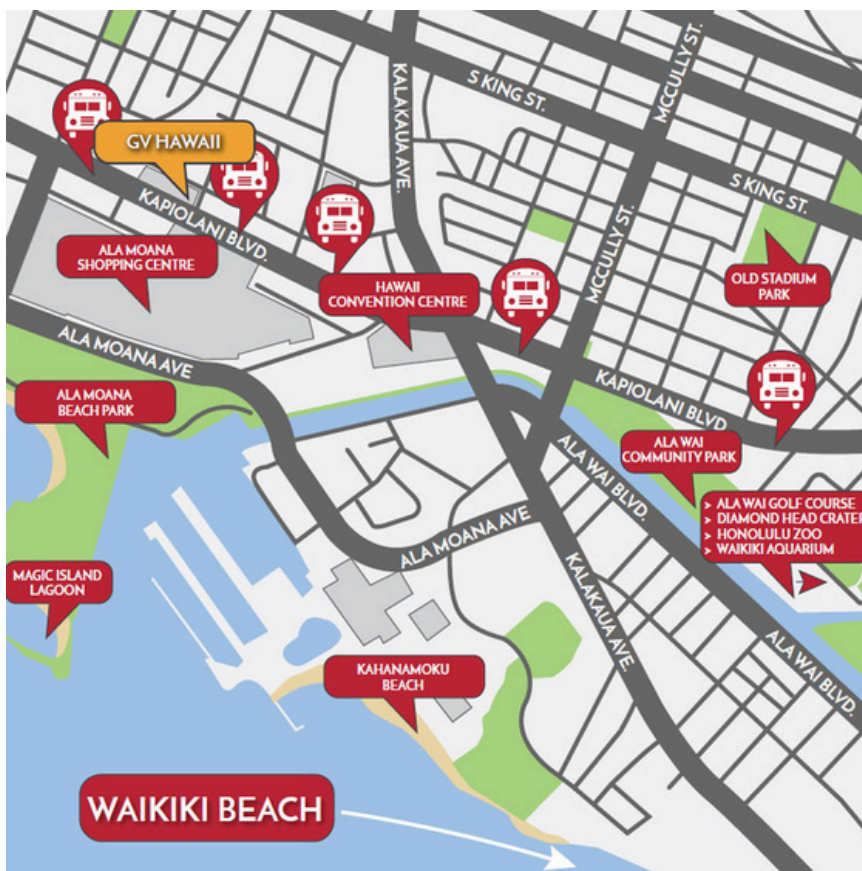 KALAKAUA AVE.
S KING ST.
MCCULLY ST.
GV HAWAII
KAPIOLANI BLVD.
S KING ST.
ALA MOANA
SHOPPING CENTRE
HAWAII
CONVENTION CENTRE
MCCULLY ST.
OLD STADIUM
PARK
ALA MOANA AVE
KAPIOLANI BLVD
ALA MOANA
BEACH PARK
ALA WAI
COMMUNITY PARK
ALA WAI BLVD.
> ALA WAI GOLF COURSE
> DIAMOND HEAD CRATER
> HONOLULU ZOO
> WAIKIKI AQUARIUM
ALA MOANA AVE
MAGIC ISLAND
LAGOON
KALAKAUA AVE.
ALA WAI BLVD.
KAHANAMOKU
BEACH
WAIKIKI BEACH